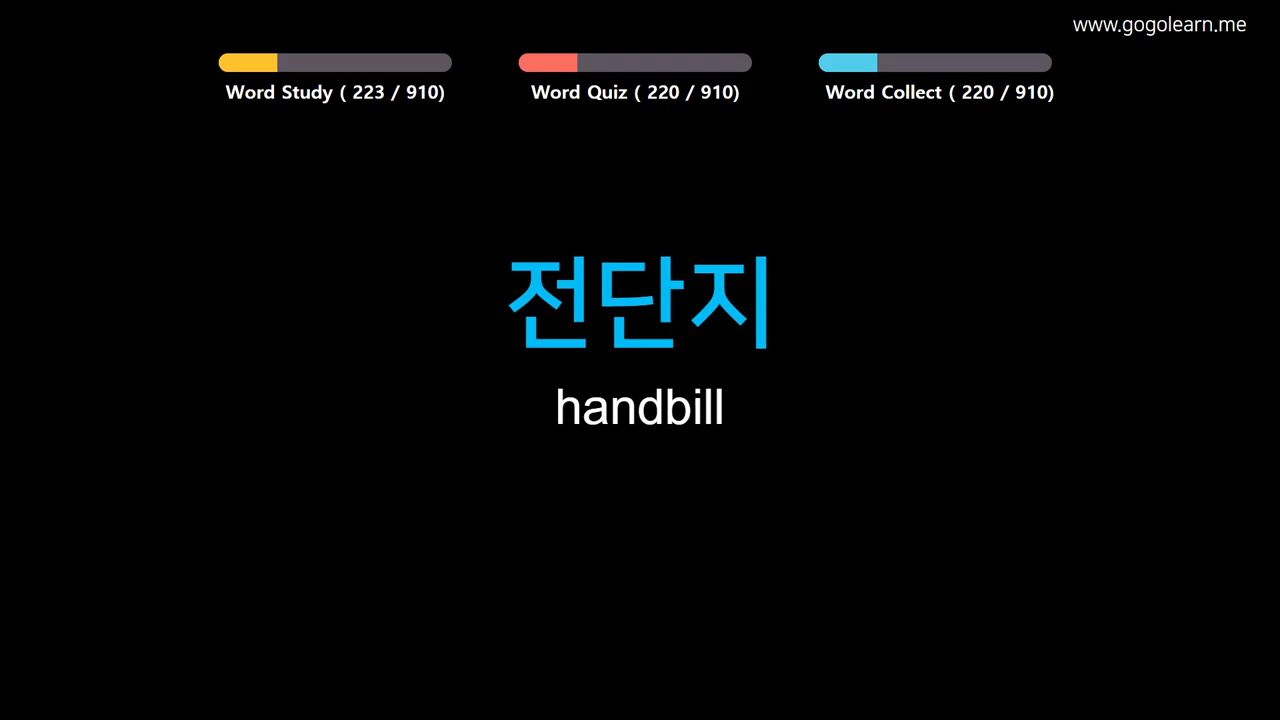 www.gogolearn.me
Word Study ( 223 / 910)
Word Quiz ( 220 / 910)
Word Collect ( 220 / 910)
전단지
handbill